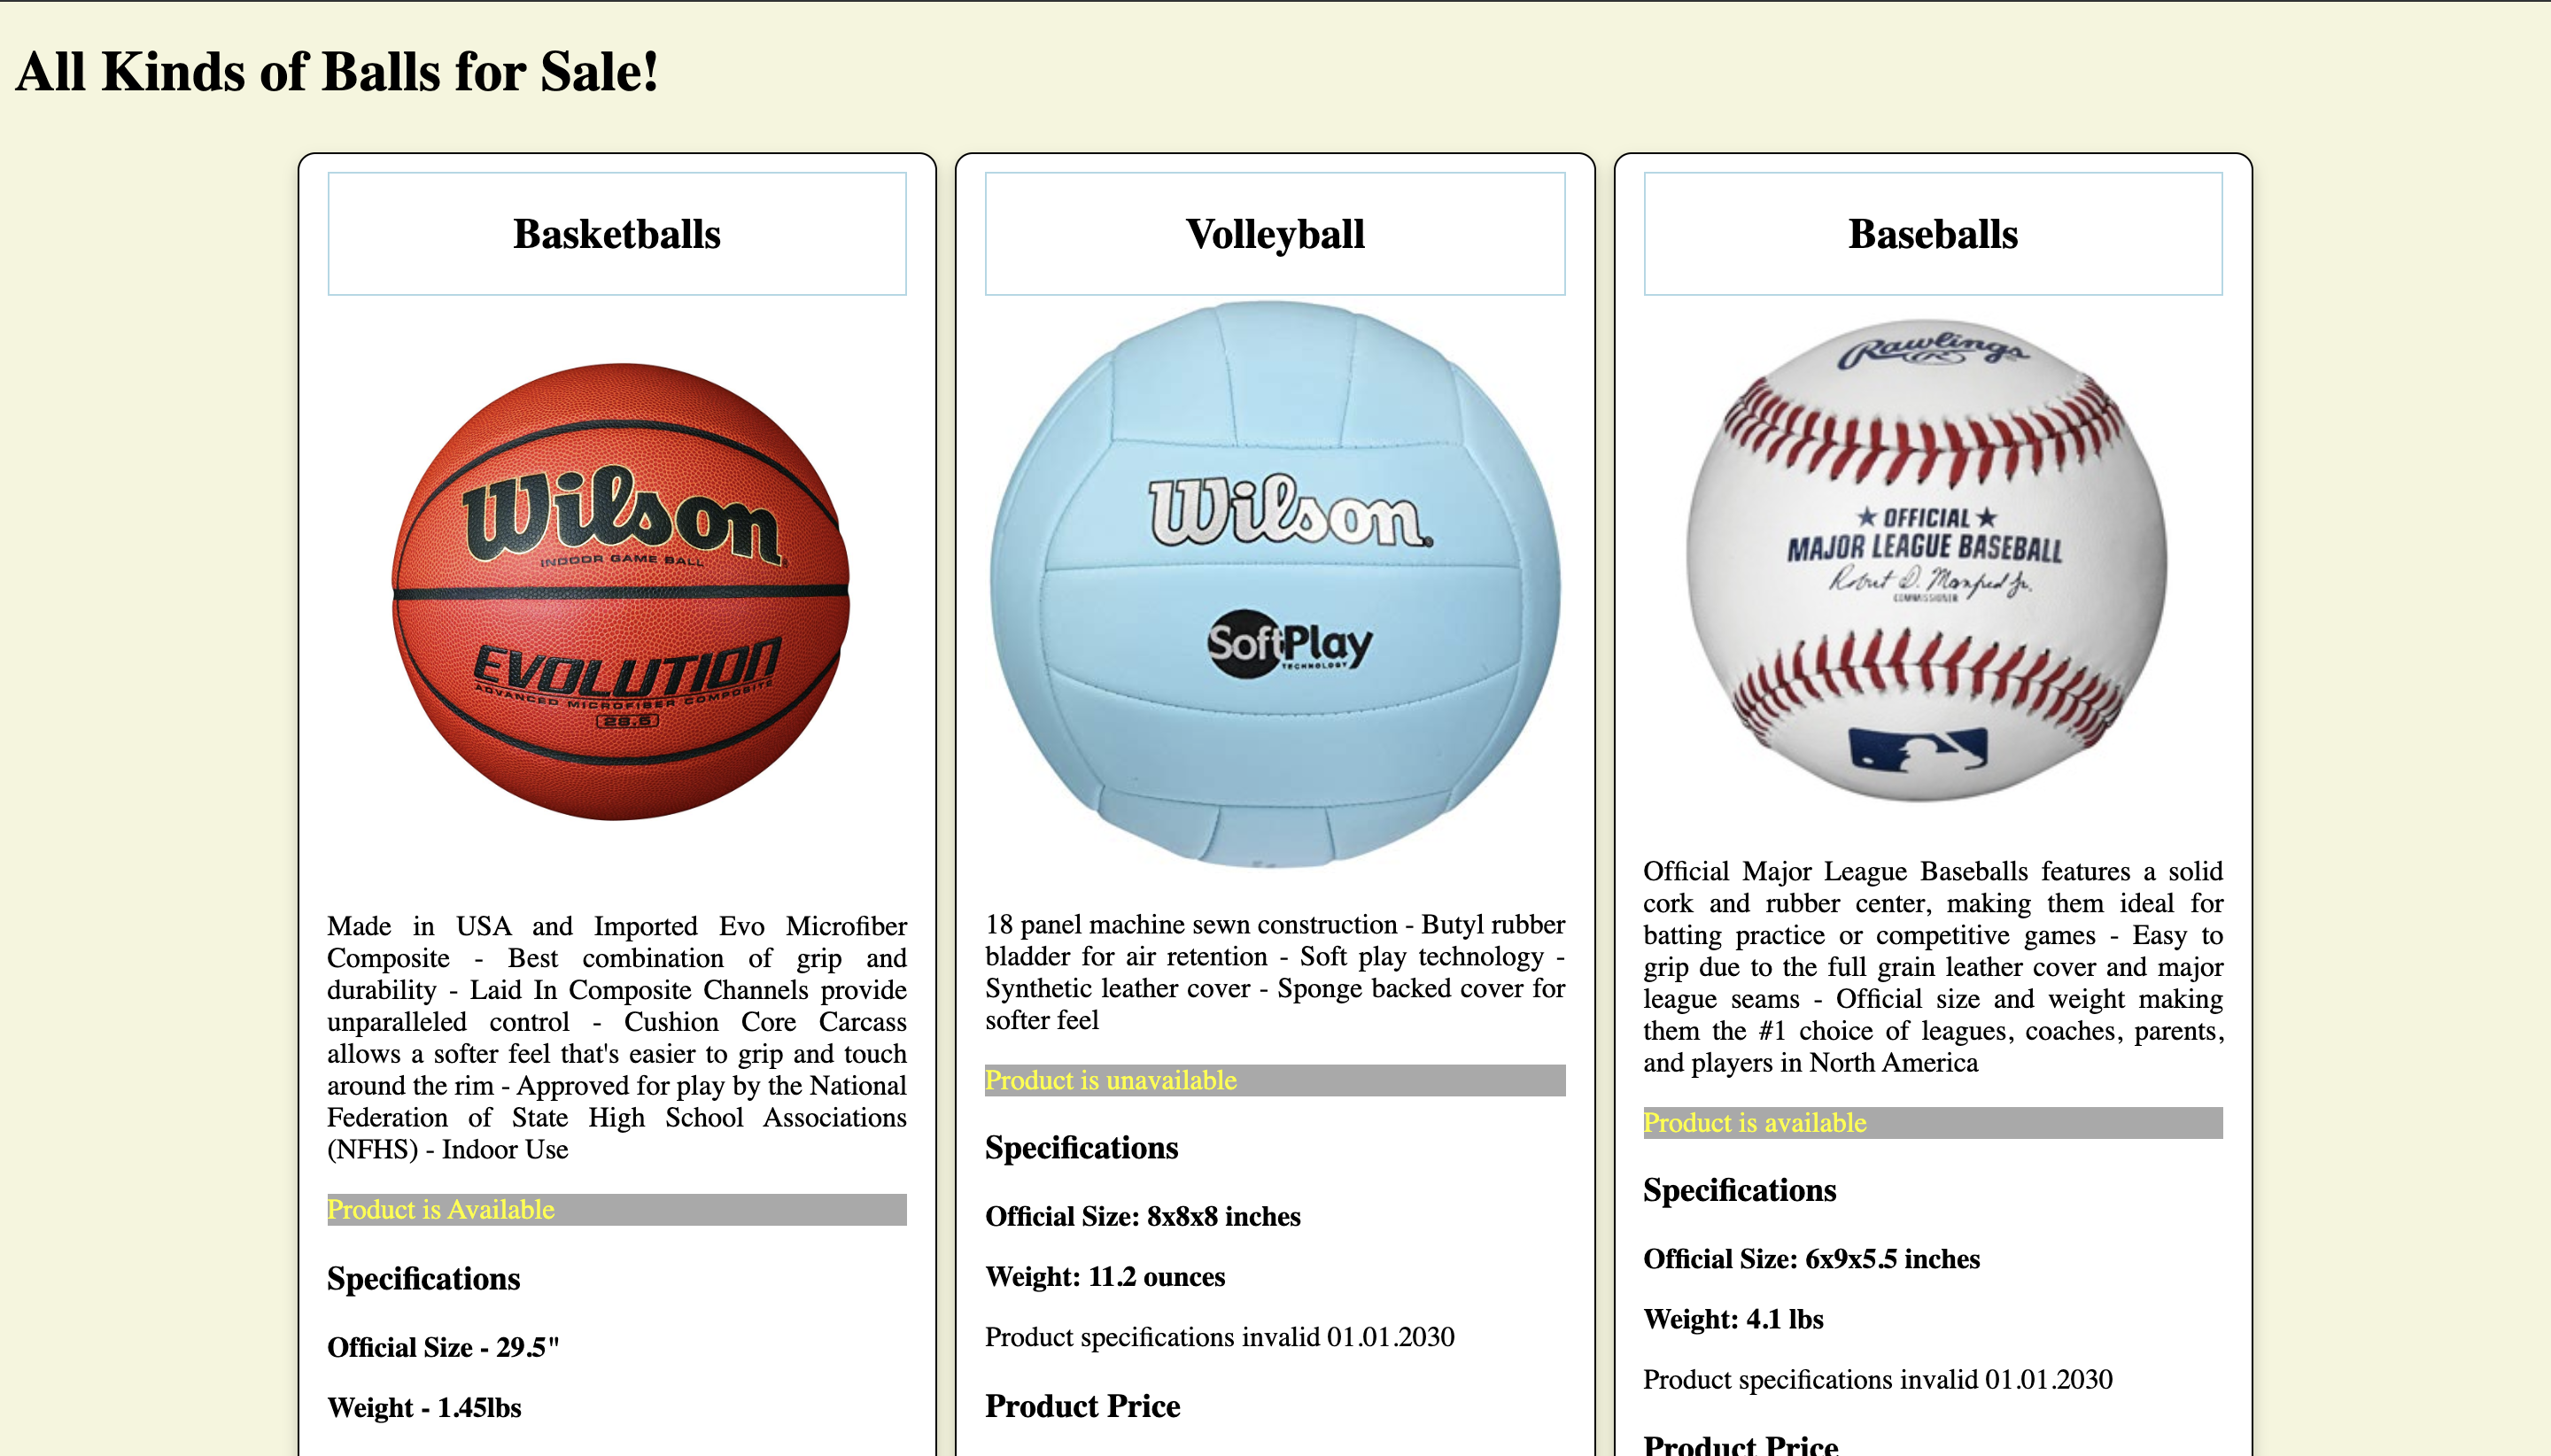 All Kinds of Balls for Sale!
Basketballs
Wilson
INDOOR GAME BALL
EVOLUTION
ADVANCED MICROFIBER COMPOSITE
28.5
Made in USA and Imported Evo Microfiber
Composite - Best combination of grip and
durability - Laid In Composite Channels provide
unparalleled control - Cushion Core Carcass
allows a softer feel that's easier to grip and touch
around the rim - Approved for play by the National
Federation of State High School Associations
(NFHS) - Indoor Use
Product is Available
Specifications
Official Size - 29.5"
Weight - 1.45lbs
Volleyball
Wilson
SoftPlay
TECHNOLOGY
18 panel machine sewn construction - Butyl rubber
bladder for air retention - Soft play technology -
Synthetic leather cover - Sponge backed cover for
softer feel
Product is unavailable
Specifications
Official Size: 8x8x8 inches
Weight: 11.2 ounces
Product specifications invalid 01.01.2030
Product Price
Baseballs
Rawlings
R
OFFICIAL
MAJOR LEAGUE BASEBALL
Robert D. Manfred Jr.
COMMISSIONER
Official Major League Baseballs features a solid
cork and rubber center, making them ideal for
batting practice or competitive games - Easy to
grip due to the full grain leather cover and major
league seams - Official size and weight making
them the #1 choice of leagues, coaches, parents,
and players in North America
Product is available
Specifications
Official Size: 6x9x5.5 inches
Weight: 4.1 lbs
Product specifications invalid 01.01.2030
Product Price